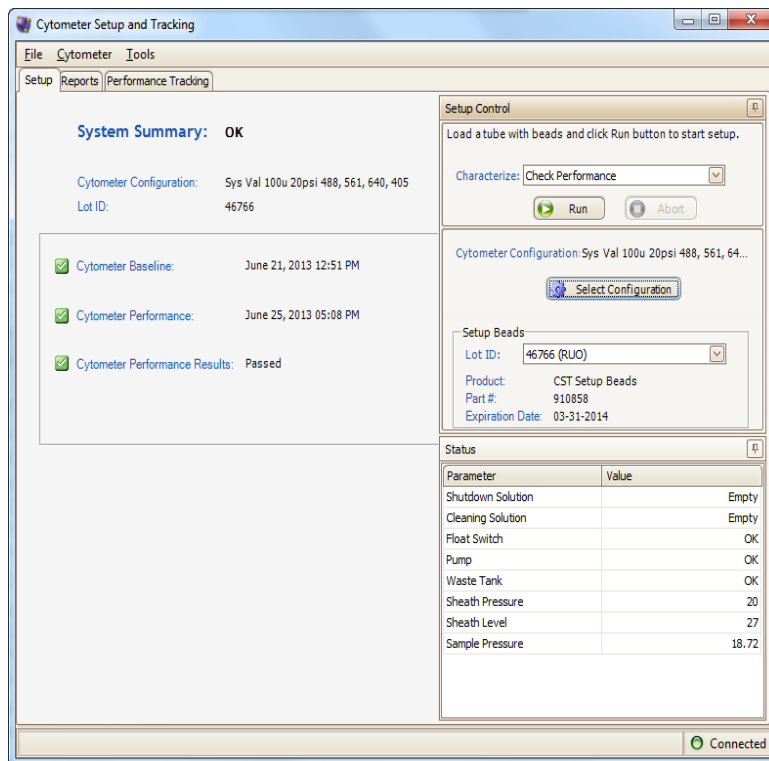 Cytometer Setup and Tracking
File Cytometer Tools
Setup Reports Performance Tracking
System Summary: OK
Cytometer Configuration: Sys Val 100u 20psi 488, 561, 640, 405
Lot ID: 46766
Cytometer Baseline: June 21, 2013 12:51 PM
Cytometer Performance: June 25, 2013 05:08 PM
Cytometer Performance Results: Passed
Setup Control
Load a tube with beads and click Run button to start setup.
Characterize: Check Performance
Run Abort
Cytometer Configuration: Sys Val 100u 20psi 488, 561, 64...
Select Configuration
Setup Beads
Lot ID: 46766 (RUO)
Product: CST Setup Beads
Part #: 910858
Expiration Date: 03-31-2014
Status
Parameter Value
Shutdown Solution Empty
Cleaning Solution Empty
Float Switch OK
Pump OK
Waste Tank OK
Sheath Pressure 20
Sheath Level 27
Sample Pressure 18.72
Connected